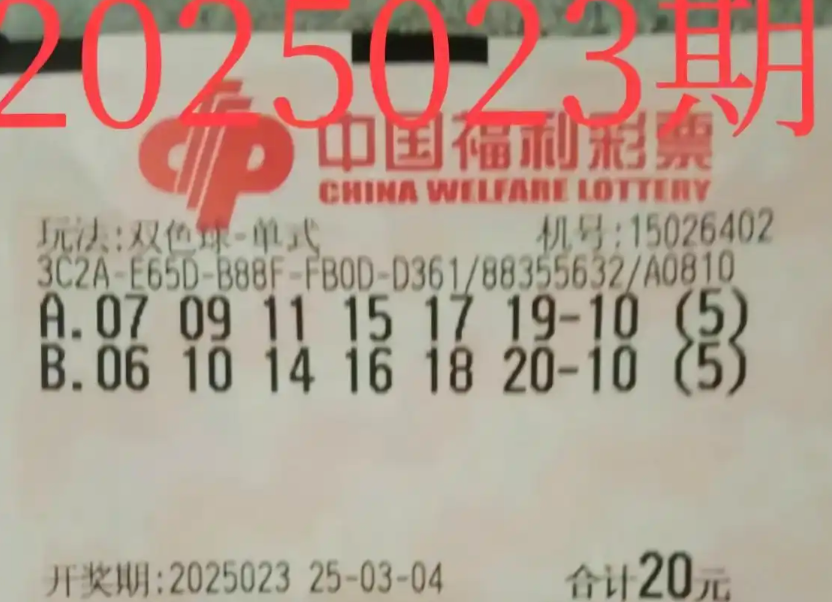 2025023期
中国福利彩票
CHINA WELFARE LOTTERY
玩法:双色球-单式 机号:15026402
3C2A-E65D-B88F-FB0D-D361/88355632/A0810
A.07 09 11 15 17 19-10 (5)
B.06 10 14 16 18 20-10 (5)
开奖期:2025023 25-03-04 合计20元